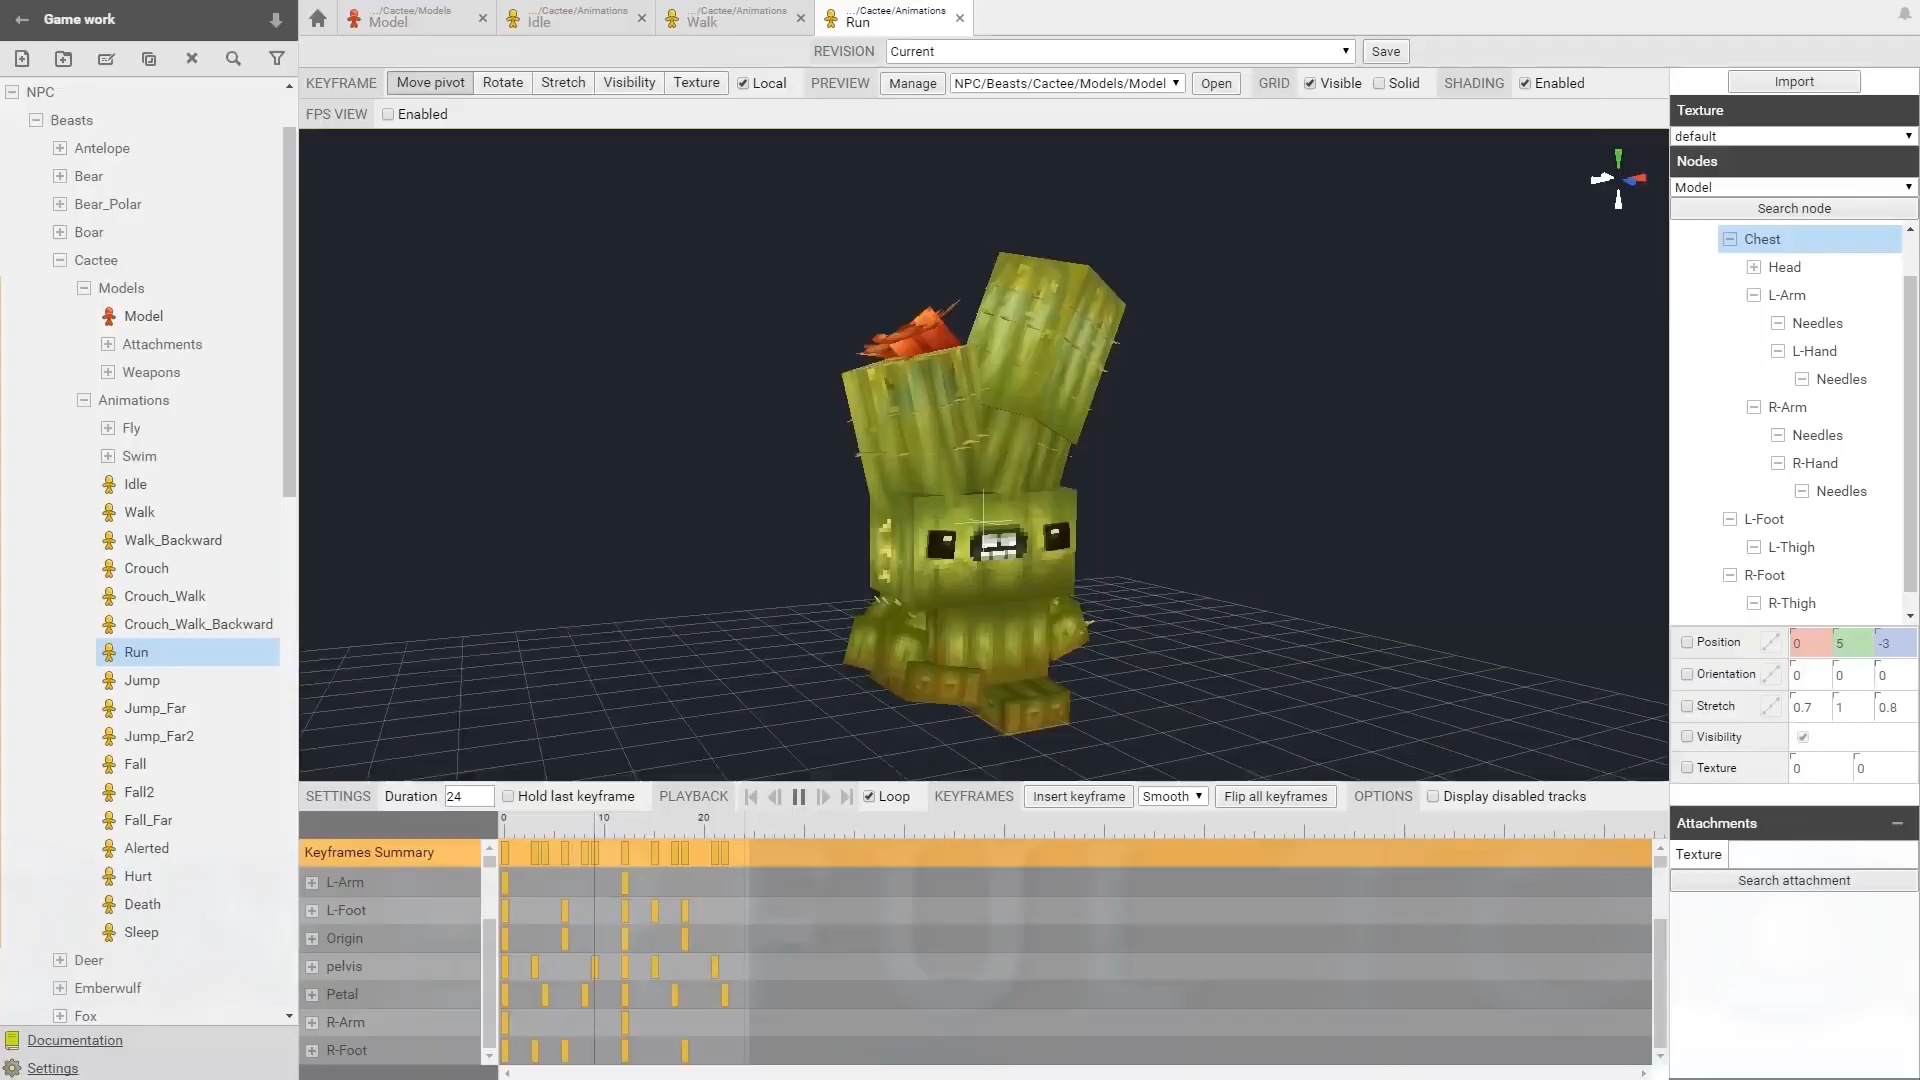 Game work
.../Cactee/Models
Model
.../Cactee/Animations
Idle
.../Cactee/Animations
Walk
.../Cactee/Animations
Run
REVISION Current Save
KEYFRAME Move pivot Rotate Stretch Visibility Texture Local PREVIEW Manage NPC/Beasts/Cactee/Models/Model Open GRID Visible Solid SHADING Enabled
FPS VIEW Enabled
NPC
Beasts
Antelope
Bear
Bear_Polar
Boar
Cactee
Models
Model
Attachments
Weapons
Animations
Fly
Swim
Idle
Walk
Walk_Backward
Crouch
Crouch_Walk
Crouch_Walk_Backward
Run
Jump
Jump_Far
Jump_Far2
Fall
Fall2
Fall_Far
Alerted
Hurt
Death
Sleep
Deer
Emberwulf
Fox
Documentation
Settings
Import
Texture
default
Nodes
Model
Search node
Chest
Head
L-Arm
Needles
L-Hand
Needles
R-Arm
Needles
R-Hand
Needles
L-Foot
L-Thigh
R-Foot
R-Thigh
Position 0 5 -3
Orientation 0 0 0
Stretch 0.7 1 0.8
Visibility
Texture 0 0
Attachments
Texture
Search attachment
SETTINGS Duration 24 Hold last keyframe PLAYBACK Loop KEYFRAMES Insert keyframe Smooth Flip all keyframes OPTIONS Display disabled tracks
0 10 20
Keyframes Summary
L-Arm
L-Foot
Origin
pelvis
Petal
R-Arm
R-Foot